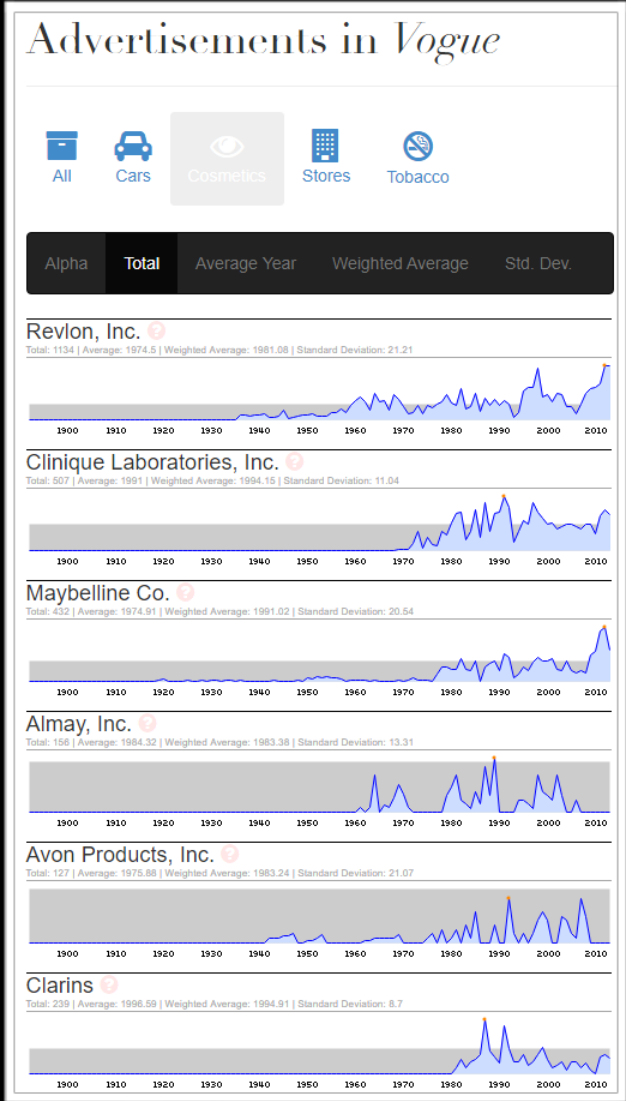 Advertisements in Vogue
All Cars Cosmetics Stores Tobacco
Alpha Total Average Year Weighted Average Std. Dev.
Revlon, Inc. ?
Total: 1134 | Average: 1974.5 | Weighted Average: 1981.08 | Standard Deviation: 21.21
1900 1910 1920 1930 1940 1950 1960 1970 1980 1990 2000 2010
Clinique Laboratories, Inc. ?
Total: 507 | Average: 1991 | Weighted Average: 1994.15 | Standard Deviation: 11.04
1900 1910 1920 1930 1940 1950 1960 1970 1980 1990 2000 2010
Maybelline Co. ?
Total: 432 | Average: 1974.91 | Weighted Average: 1991.02 | Standard Deviation: 20.54
1900 1910 1920 1930 1940 1950 1960 1970 1980 1990 2000 2010
Almay, Inc. ?
Total: 156 | Average: 1984.32 | Weighted Average: 1983.38 | Standard Deviation: 13.31
1900 1910 1920 1930 1940 1950 1960 1970 1980 1990 2000 2010
Avon Products, Inc. ?
Total: 127 | Average: 1975.88 | Weighted Average: 1983.24 | Standard Deviation: 21.07
1900 1910 1920 1930 1940 1950 1960 1970 1980 1990 2000 2010
Clarins ?
Total: 239 | Average: 1996.59 | Weighted Average: 1994.91 | Standard Deviation: 8.7
1900 1910 1920 1930 1940 1950 1960 1970 1980 1990 2000 2010